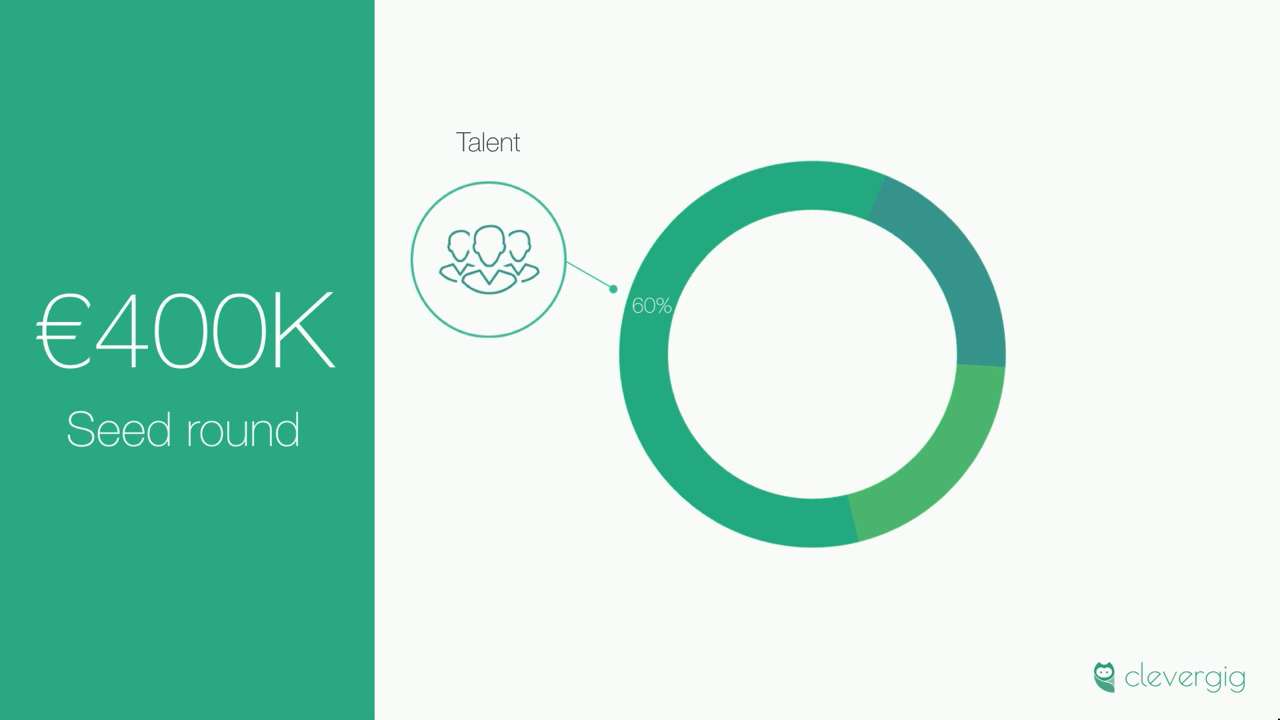 €400K
Seed round
Talent
60%
clevergig